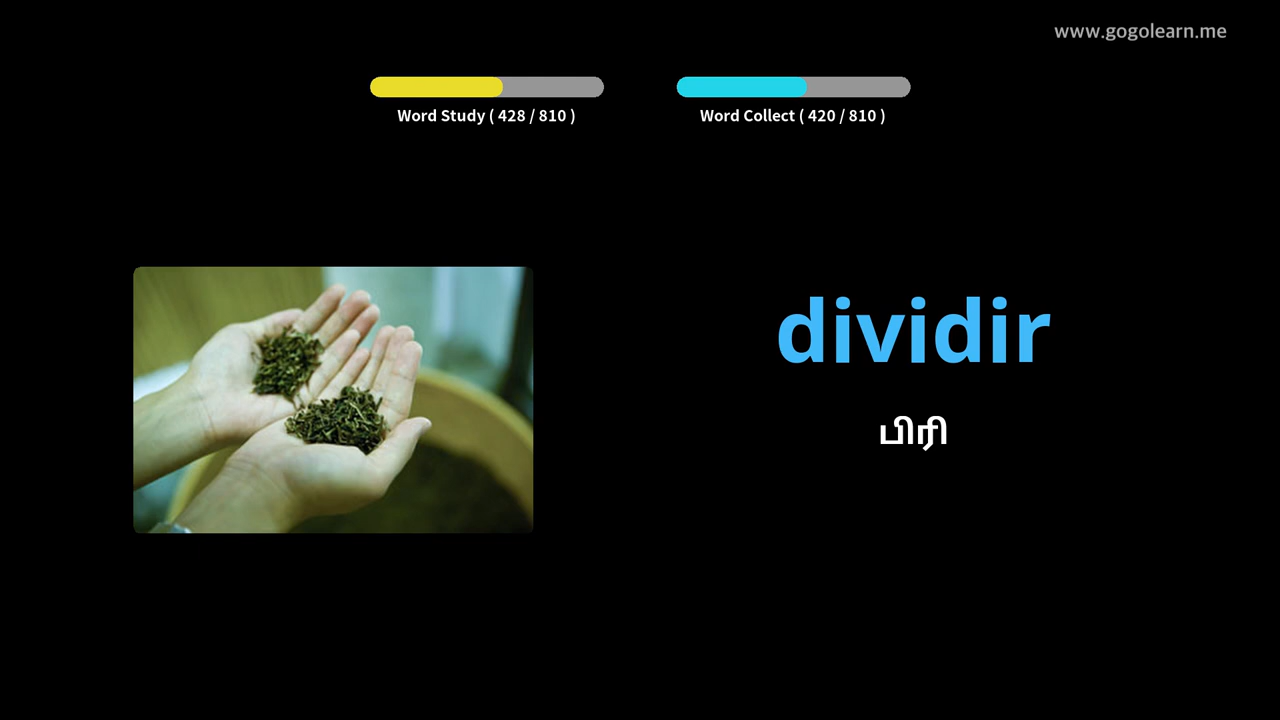 www.gogolearn.me
Word Study ( 428 / 810 )
Word Collect ( 420 / 810 )
dividir
பிரி